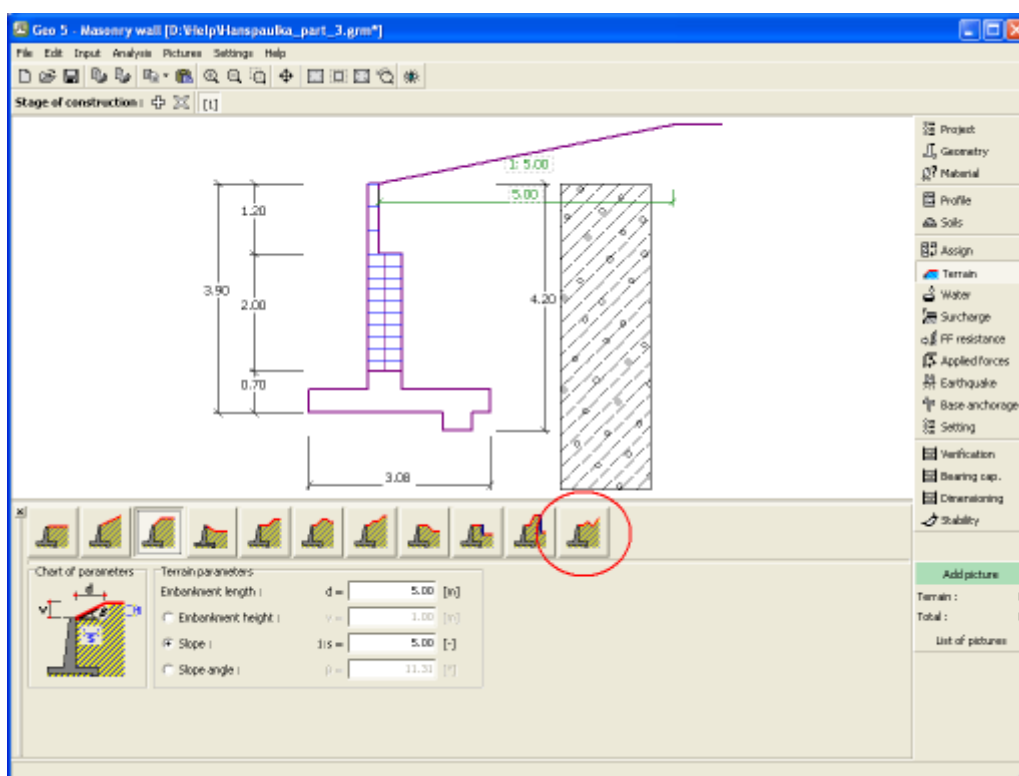 Geo 5 - Masonry wall [D:\Help\Hanspaulka_part_3.grm*]
File Edit Input Analysis Pictures Settings Help
Stage of construction : [1]
1: 5.00
5.00
1.20
3.90
2.00
4.20
0.70
3.08
Project
Geometry
Material
Profile
Soils
Assign
Terrain
Water
Surcharge
FF resistance
Applied forces
Earthquake
Base anchorage
Setting
Verification
Bearing cap.
Dimensioning
Stability
Add picture
Terrain :
Total :
List of pictures
Chart of parameters
d
v
Terrain parameters
Embankment length : d = 5.00 [m]
Embankment height : v = 1.00 [m]
Slope : 1:s = 5.00 [-]
Slope angle : β = 11.31 [°]